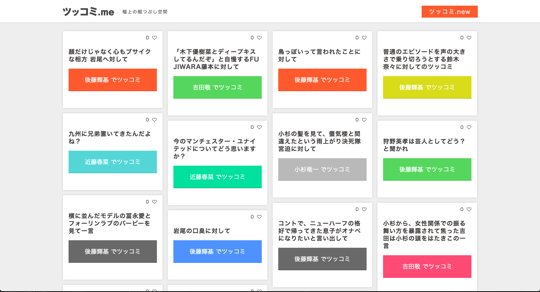 ツッコミ.me
極上の暇つぶし空間
ツッコミ.new
0
顔だけじゃなく心もブサイク
な相方 岩尾へ対して
後藤輝基 でツッコミ
0
九州に兄弟置いてきたんだよ
ね？
近藤春菜 でツッコミ
0
横に並んだモデルの冨永愛と
フォーリンラブのバービーを
見て一言
後藤輝基 でツッコミ
0
0
「木下優樹菜とディープキス
してるんだぞ」と自慢するFU
JIWARA藤本に対して
吉田敬 でツッコミ
0
今のマンチェスター・ユナイ
テッドについてどう思います
か？
近藤春菜 でツッコミ
0
岩尾の口臭に対して
後藤輝基 でツッコミ
0
0
鳥っぽいって言われたことに
対して
後藤輝基 でツッコミ
0
小杉の髪を見て、蜃気楼と間
違えたという雨上がり決死隊
宮迫に対して
小杉竜一 でツッコミ
0
コントで、ニューハーフの格
好で帰ってきた息子がオナベ
になりたいと言い出して
後藤輝基 でツッコミ
0
普通のエピソードを声の大き
さで乗り切ろうとする鈴木
奈々に対してのツッコミ
後藤輝基 でツッコミ
0
狩野英孝は芸人としてどう？
と聞かれ
後藤輝基 でツッコミ
0
小杉から、女性関係での振る
舞い方を暴露されて焦った吉
田は小杉の頭をはたきこの一
言
吉田敬 でツッコミ